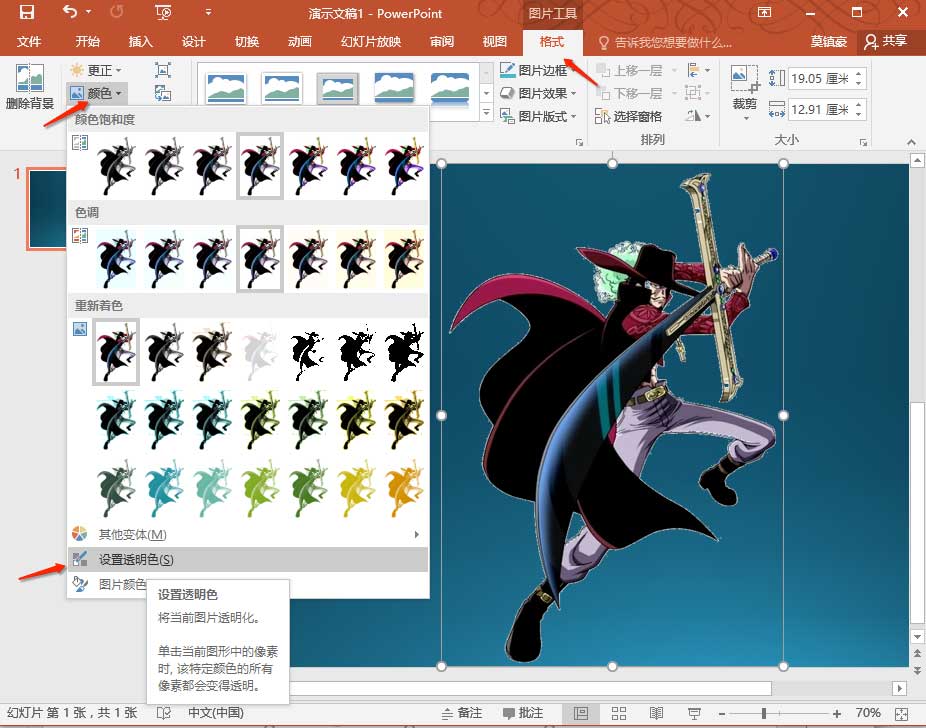 演示文稿1 - PowerPoint
图片工具
文件 开始 插入 设计 切换 动画 幻灯片放映 审阅 视图 格式 告诉我您想要做什么... 莫镇豪 共享
删除背景
更正
颜色
图片边框
图片效果
图片版式
上移一层
下移一层
选择窗格
排列
裁剪
19.05 厘米
12.91 厘米
大小
颜色饱和度
色调
重新着色
其他变体(M)
设置透明色(S)
图片颜色
设置透明色
将当前图片透明化。
单击当前图形中的像素
时, 该特定颜色的所有
像素都会变得透明。
1
幻灯片 第 1 张，共 1 张 中文(中国) 备注 批注 70%